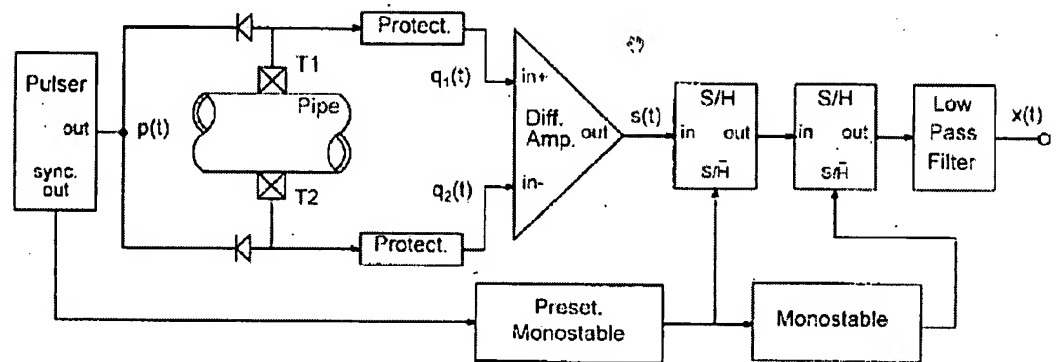 Pulser
out
sync.
out
p(t)
T1
Pipe
T2
Protect.
q₁(t)
q₂(t)
Protect.
in+
Diff.
Amp.
out
in-
s(t)
S/H
in out
S/H̄
S/H
in out
S/H̄
Low
Pass
Filter
x(t)
Preset.
Monostable
Monostable